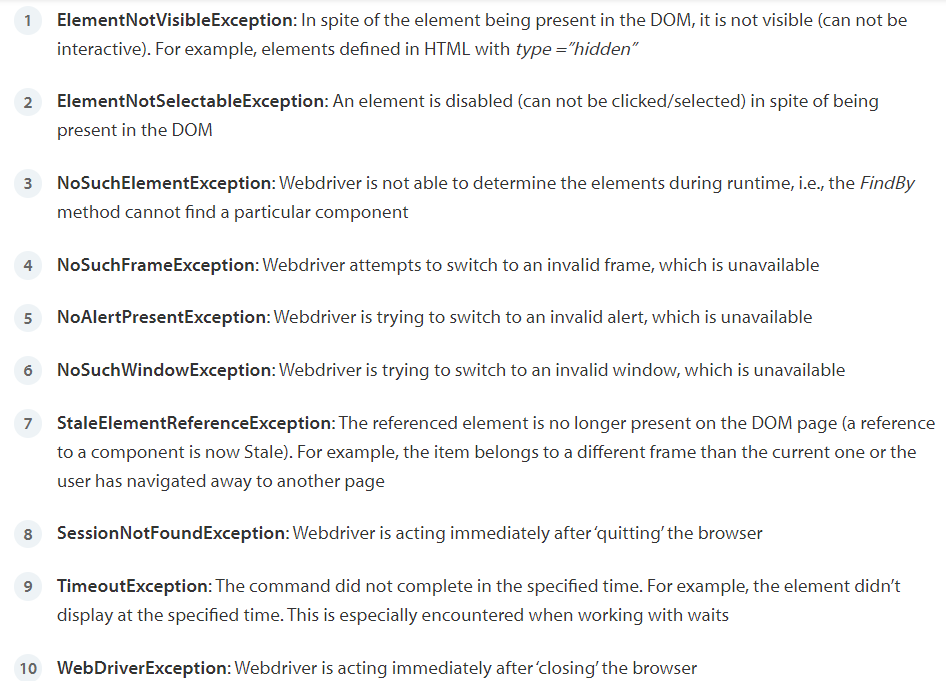 1 ElementNotVisibleException: In spite of the element being present in the DOM, it is not visible (can not be
interactive). For example, elements defined in HTML with type =”hidden”
2 ElementNotSelectableException: An element is disabled (can not be clicked/selected) in spite of being
present in the DOM
3 NoSuchElementException: Webdriver is not able to determine the elements during runtime, i.e., the FindBy
method cannot find a particular component
4 NoSuchFrameException: Webdriver attempts to switch to an invalid frame, which is unavailable
5 NoAlertPresentException: Webdriver is trying to switch to an invalid alert, which is unavailable
6 NoSuchWindowException: Webdriver is trying to switch to an invalid window, which is unavailable
7 StaleElementReferenceException: The referenced element is no longer present on the DOM page (a reference
to a component is now Stale). For example, the item belongs to a different frame than the current one or the
user has navigated away to another page
8 SessionNotFoundException: Webdriver is acting immediately after ‘quitting’ the browser
9 TimeoutException: The command did not complete in the specified time. For example, the element didn’t
display at the specified time. This is especially encountered when working with waits
10 WebDriverException: Webdriver is acting immediately after ‘closing’ the browser